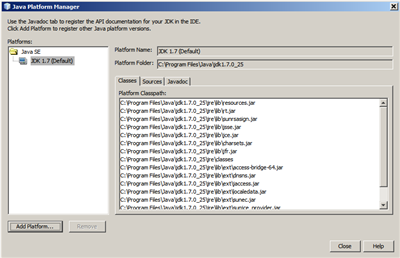 Java Platform Manager
Use the Javadoc tab to register the API documentation for your JDK in the IDE.
Click Add Platform to register other Java platform versions.
Platforms:
Java SE
JDK 1.7 (Default)
Platform Name: JDK 1.7 (Default)
Platform Folder: C:\Program Files\Java\jdk1.7.0_25
Classes Sources Javadoc
Platform Classpath:
C:\Program Files\Java\jdk1.7.0_25\jre\lib\resources.jar
C:\Program Files\Java\jdk1.7.0_25\jre\lib\rt.jar
C:\Program Files\Java\jdk1.7.0_25\jre\lib\sunrsasign.jar
C:\Program Files\Java\jdk1.7.0_25\jre\lib\jsse.jar
C:\Program Files\Java\jdk1.7.0_25\jre\lib\jce.jar
C:\Program Files\Java\jdk1.7.0_25\jre\lib\charsets.jar
C:\Program Files\Java\jdk1.7.0_25\jre\lib\jfr.jar
C:\Program Files\Java\jdk1.7.0_25\jre\classes
C:\Program Files\Java\jdk1.7.0_25\jre\lib\ext\access-bridge-64.jar
C:\Program Files\Java\jdk1.7.0_25\jre\lib\ext\dnsns.jar
C:\Program Files\Java\jdk1.7.0_25\jre\lib\ext\jaccess.jar
C:\Program Files\Java\jdk1.7.0_25\jre\lib\ext\localedata.jar
C:\Program Files\Java\jdk1.7.0_25\jre\lib\ext\sunec.jar
C:\Program Files\Java\jdk1.7.0_25\jre\lib\ext\sunjce_provider.jar
Add Platform... Remove
Close Help